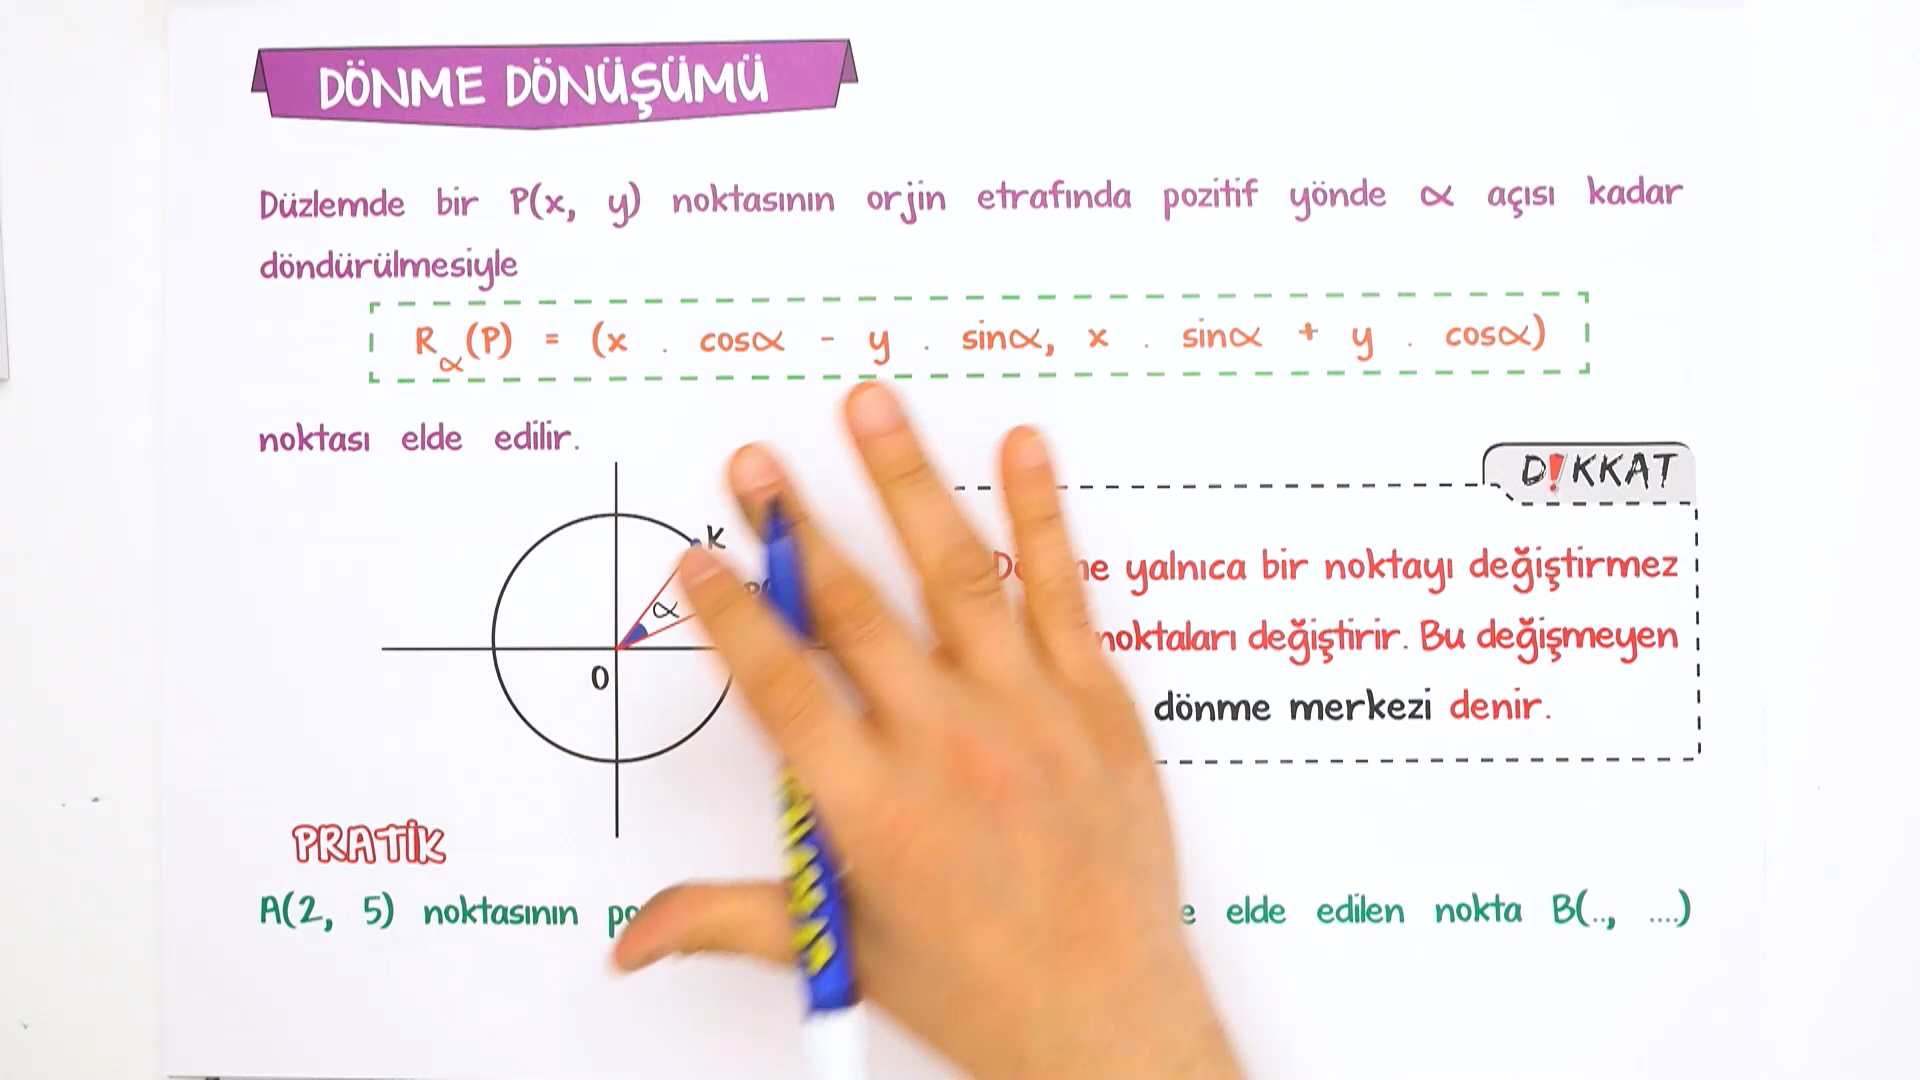 DÖNME DÖNÜŞÜMÜ
Düzlemde bir P(x, y) noktasının orjin etrafında pozitif yönde α açısı kadar
döndürülmesiyle
Rα(P) = (x . cosα - y . sinα, x . sinα + y . cosα)
noktası elde edilir.
D!KKAT
K
α
O
yalnıca bir noktayı değiştirmez
noktaları değiştirir. Bu değişmeyen
dönme merkezi denir.
PRATİK
A(2, 5) noktasının elde edilen nokta B(.., ....)